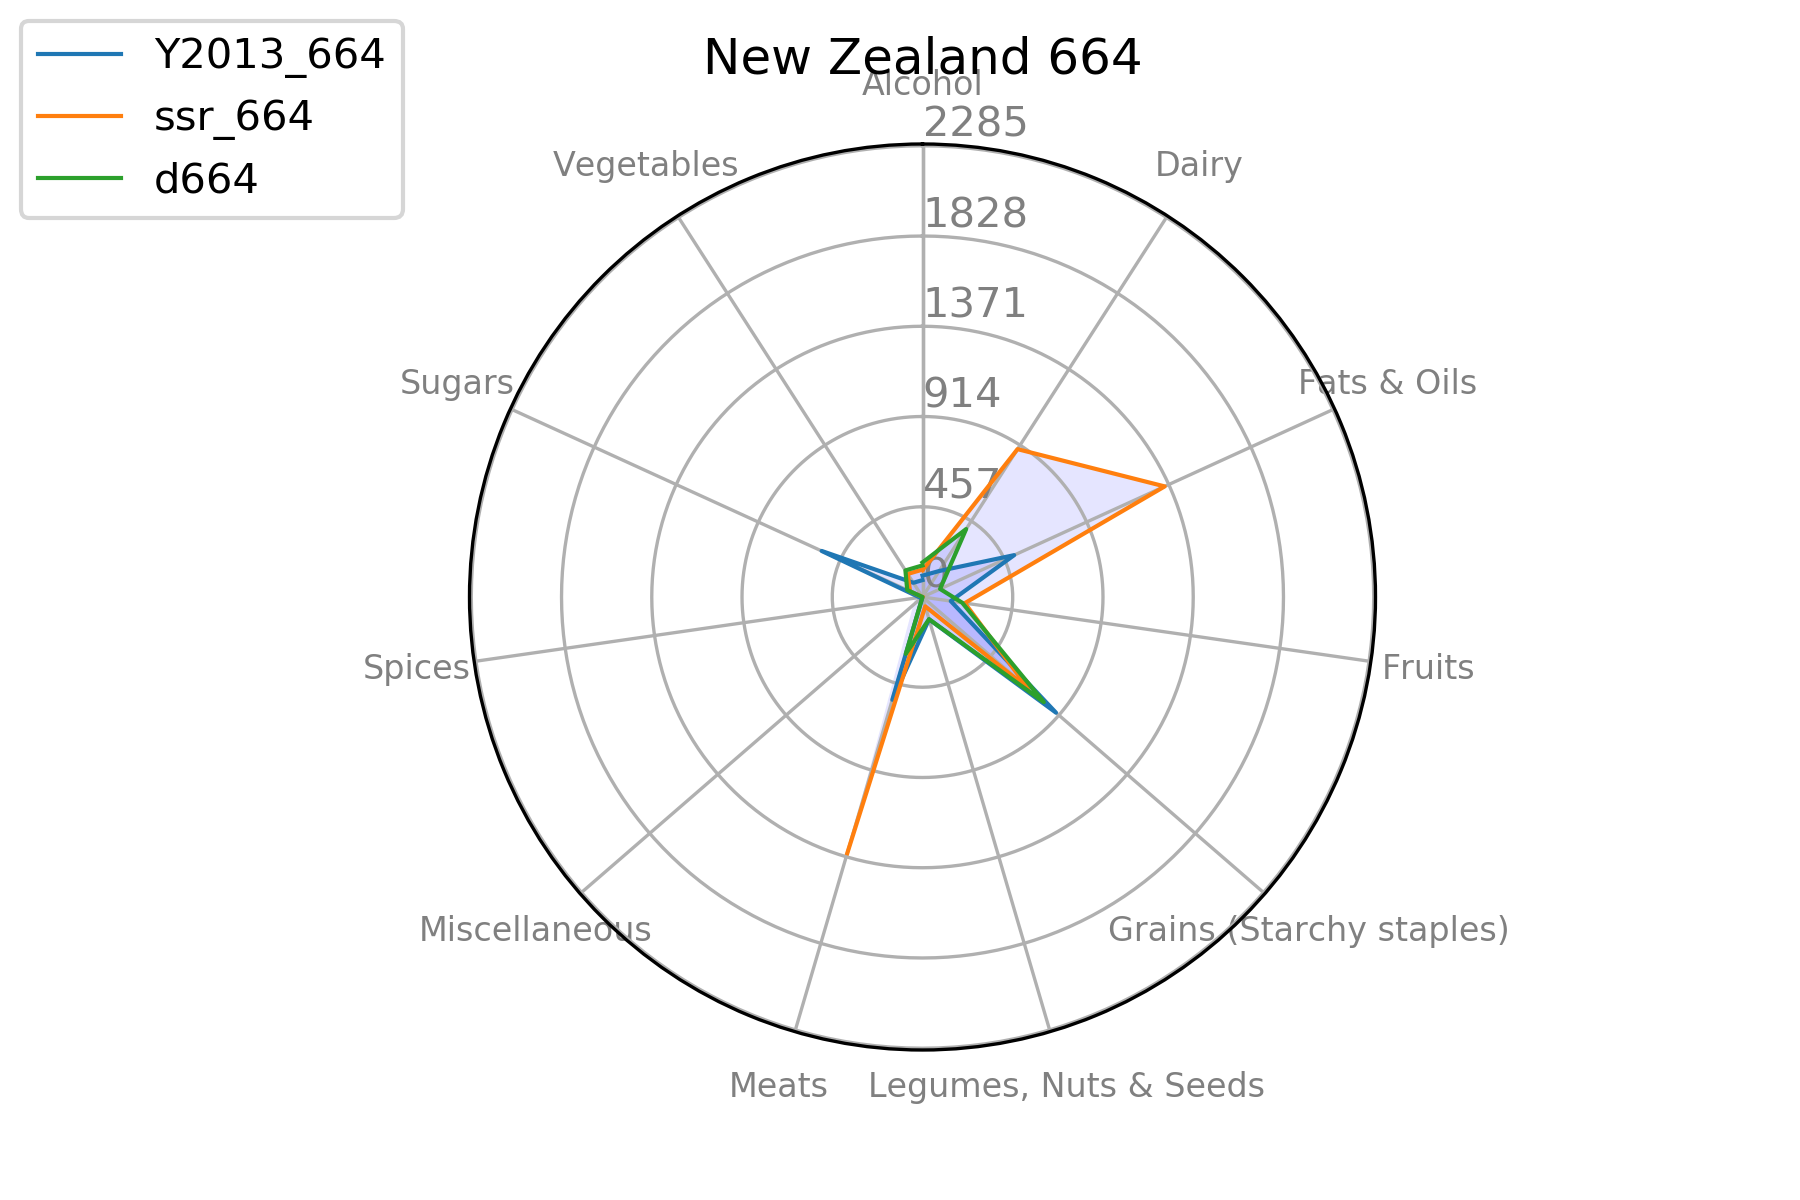 Y2013_664
ssr_664
d664
New Zealand 664
Alcohol
2285
Vegetables
Dairy
1828
1371
Sugars
Fats & Oils
914
457
0
Spices
Fruits
Miscellaneous
Grains (Starchy staples)
Meats
Legumes, Nuts & Seeds